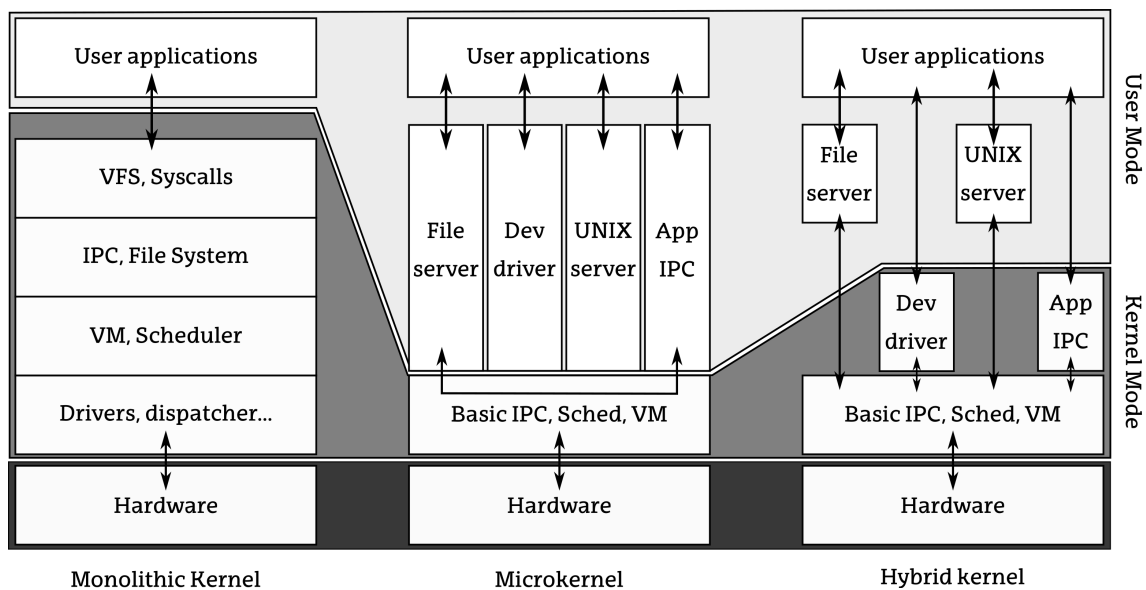 User applications
VFS, Syscalls
IPC, File System
VM, Scheduler
Drivers, dispatcher...
Hardware
Monolithic Kernel
User applications
File
server
Dev
driver
UNIX
server
App
IPC
Basic IPC, Sched, VM
Hardware
Microkernel
User applications
File
server
UNIX
server
Dev
driver
App
IPC
Basic IPC, Sched, VM
Hardware
Hybrid kernel
User Mode
Kernel Mode